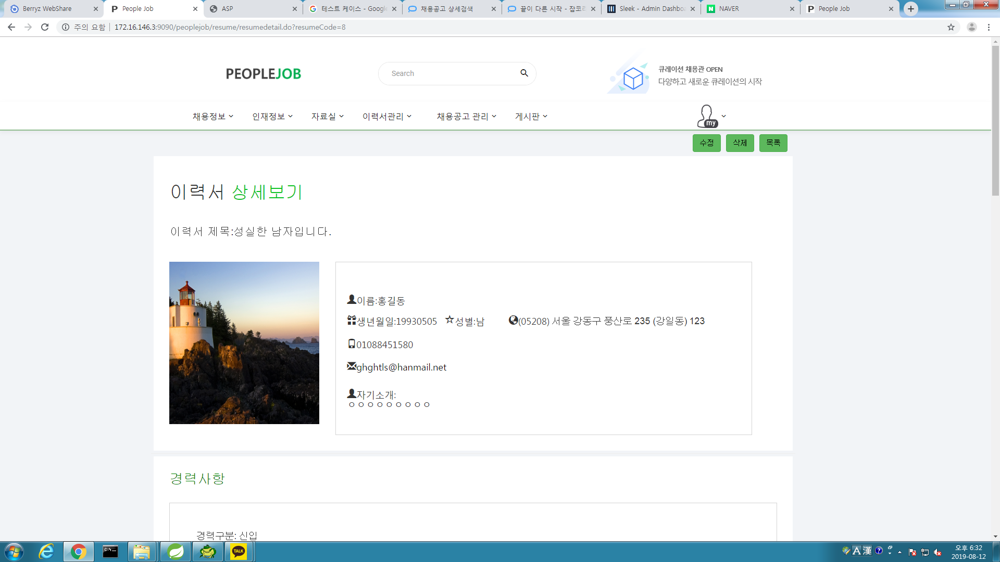 Berryz WebShare
People Job
ASP
테스트 케이스 - Google
채용공고 상세검색
끝이 다른 시작 - 잡코리
Sleek - Admin Dashboa
NAVER
People Job
주의 요함 172.16.146.3:9090/peoplejob/resume/resumedetail.do?resumeCode=8
PEOPLEJOB
Search
큐레이션 채용관 OPEN
다양하고 새로운 큐레이션의 시작
채용정보 인재정보 자료실 이력서관리 채용공고 관리 게시판
my
수정 삭제 목록
이력서 상세보기
이력서 제목:성실한 남자입니다.
이름:홍길동
생년월일:19930505 성별:남 (05208) 서울 강동구 풍산로 235 (강일동) 123
01088451580
ghghtls@hanmail.net
자기소개:
ㅇㅇㅇㅇㅇㅇㅇㅇㅇ
경력사항
경력구분: 신입
TALK
A 漢
오후 6:32
2019-08-12